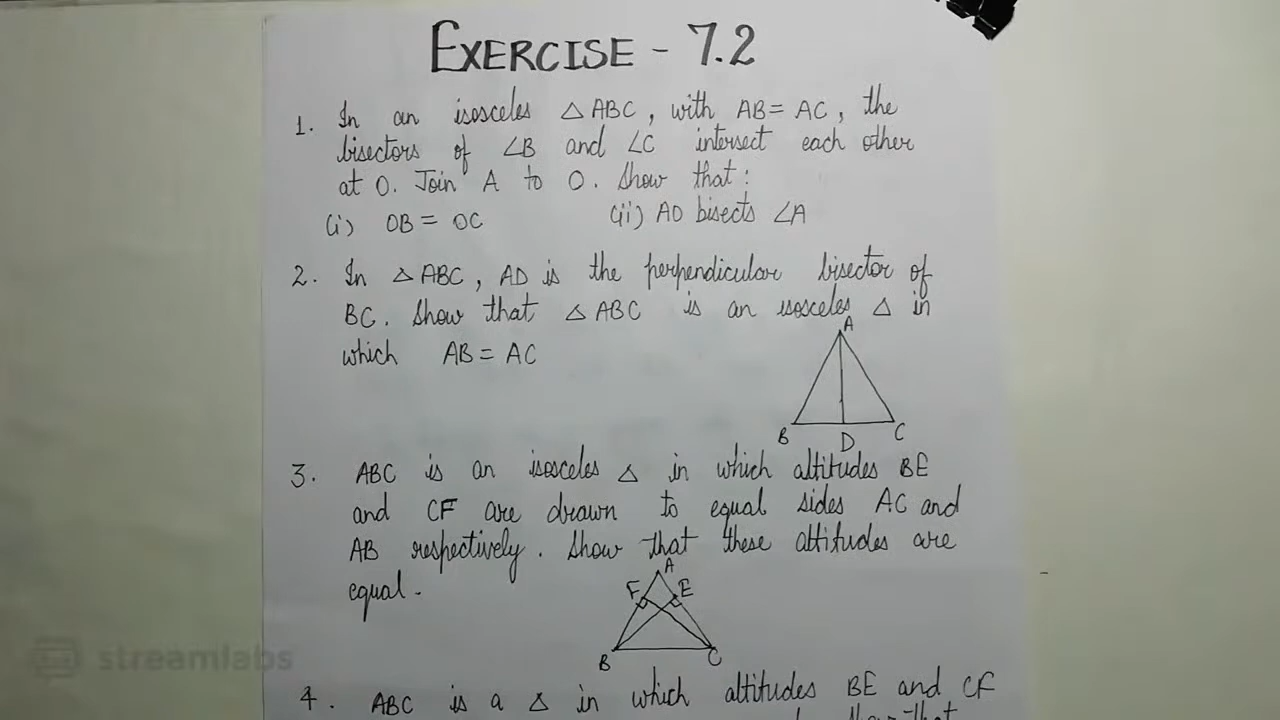 EXERCISE - 7.2
1. In an isosceles △ ABC, with AB = AC, the
bisectors of ∠B and ∠C intersect each other
at O. Join A to O. Show that:
(i) OB = OC (ii) AO bisects ∠A
2. In △ ABC, AD is the perpendicular bisector of
BC. Show that △ ABC is an isosceles △ in
which AB = AC
A
B D C
3. ABC is an isosceles △ in which altitudes BE
and CF are drawn to equal sides AC and
AB respectively. Show that these altitudes are
equal.
A
F E
B C
streamlabs
4. ABC is a △ in which altitudes BE and CF